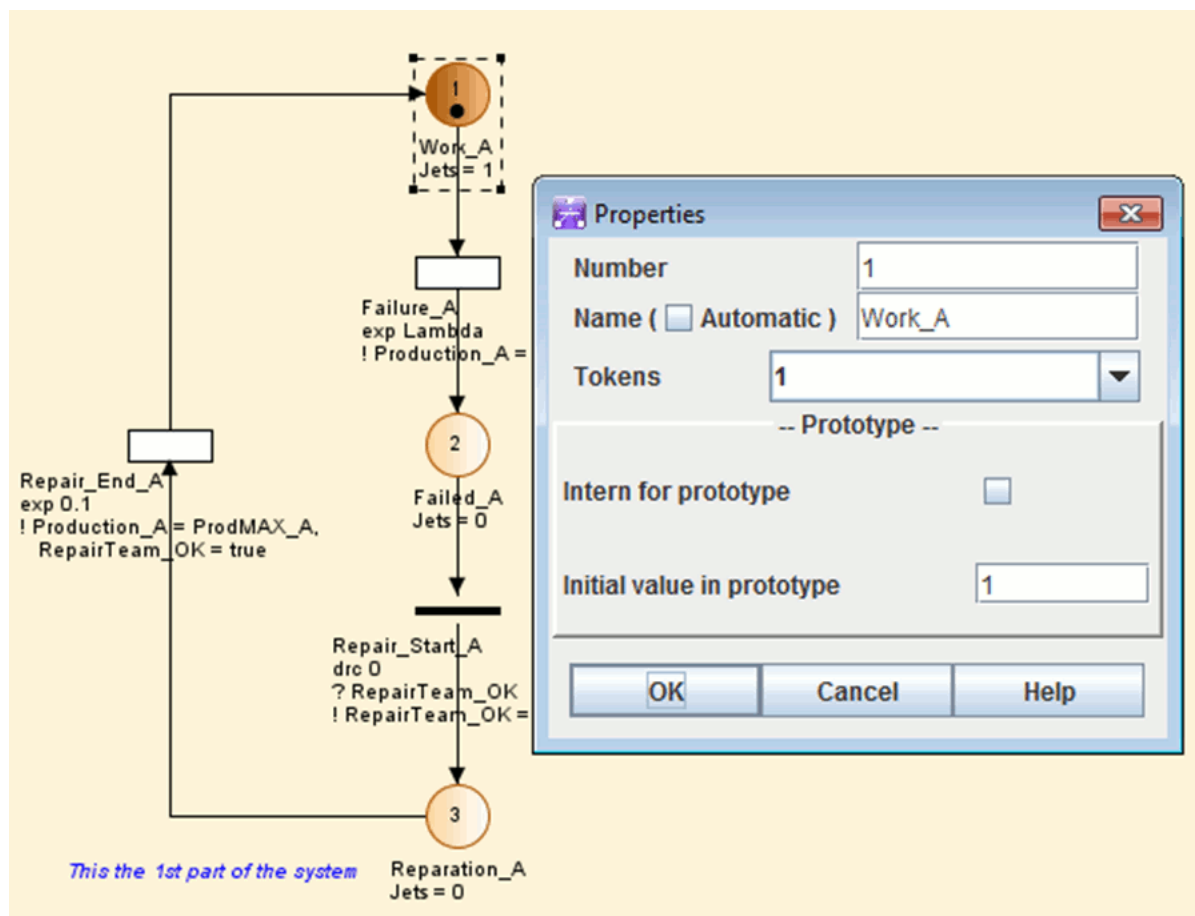 1
Work_A
Jets = 1
Failure_A
exp Lambda
! Production_A =
2
Failed_A
Jets = 0
Repair_End_A
exp 0.1
! Production_A = ProdMAX_A,
RepairTeam_OK = true
Repair_Start_A
drc 0
? RepairTeam_OK
! RepairTeam_OK =
3
Reparation_A
Jets = 0
This the 1st part of the system
Properties
Number
1
Name ( Automatic )
Work_A
Tokens
1
-- Prototype --
Intern for prototype
Initial value in prototype
1
OK
Cancel
Help